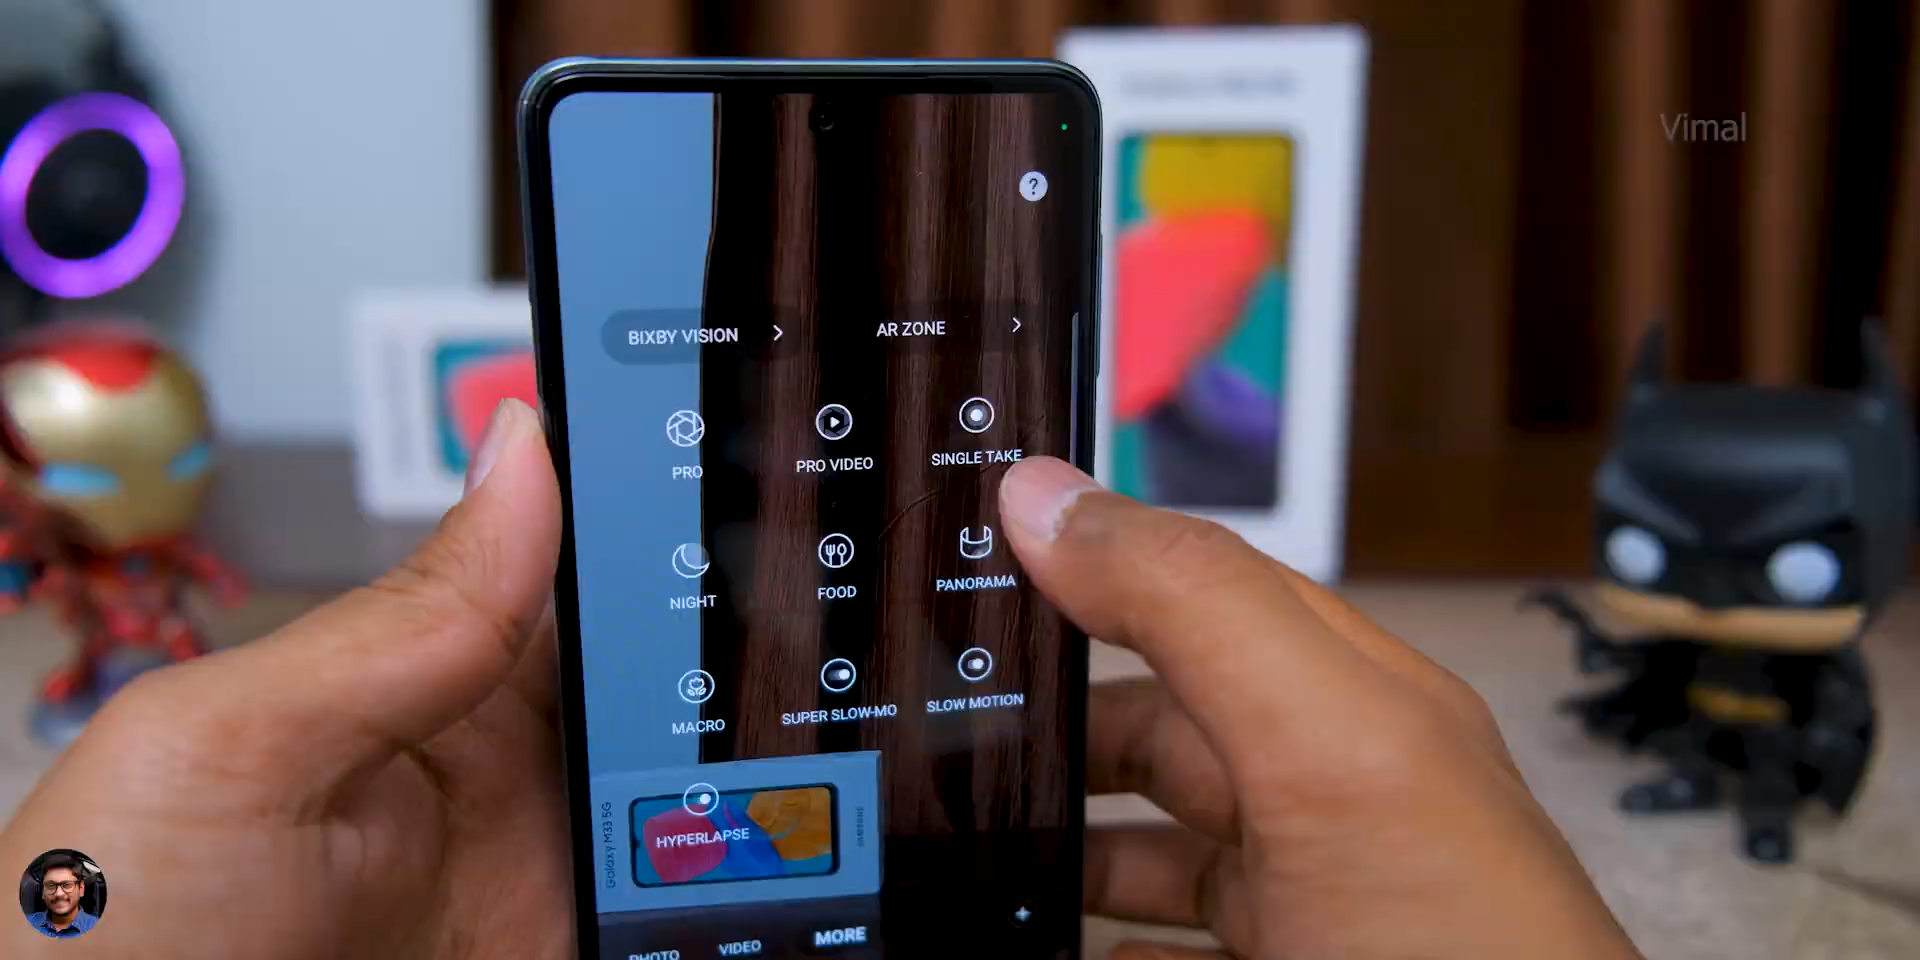 Vimal
?
BIXBY VISION >
AR ZONE >
PRO
PRO VIDEO
SINGLE TAKE
NIGHT
FOOD
PANORAMA
MACRO
SUPER SLOW-MO
SLOW MOTION
HYPERLAPSE
Galaxy M33 5G
SAMSUNG
PHOTO
VIDEO
MORE